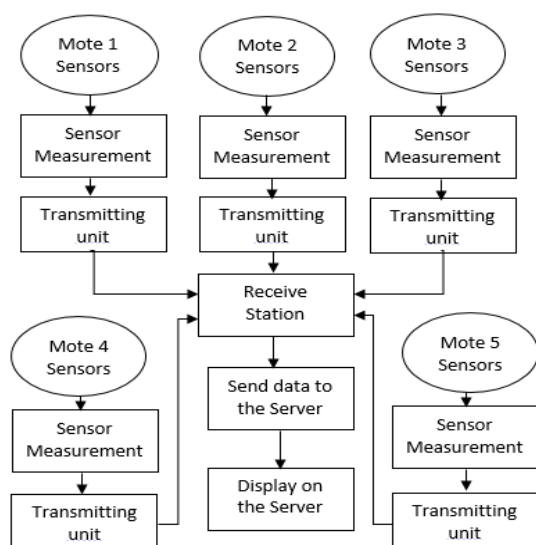 Mote 1
Sensors
Mote 2
Sensors
Mote 3
Sensors
Sensor
Measurement
Sensor
Measurement
Sensor
Measurement
Transmitting
unit
Transmitting
unit
Transmitting
unit
Receive
Station
Mote 4
Sensors
Mote 5
Sensors
Send data to
the Server
Sensor
Measurement
Sensor
Measurement
Display on
the Server
Transmitting
unit
Transmitting
unit